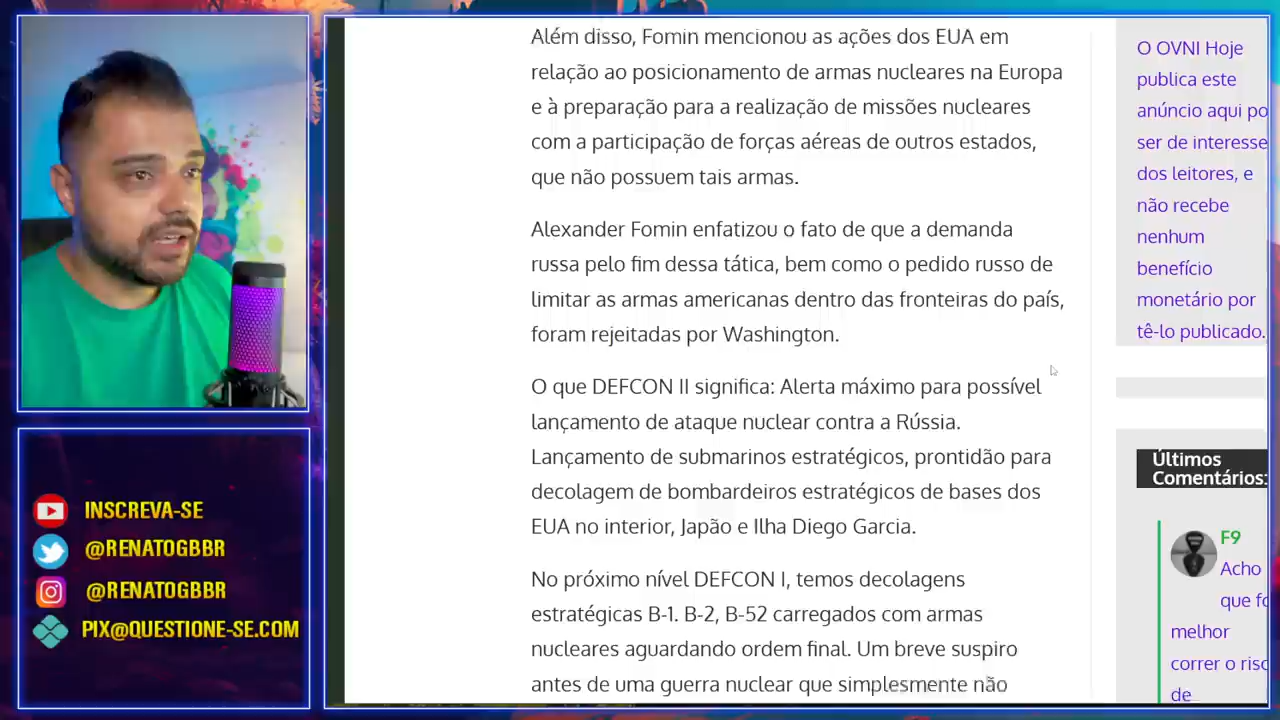 Além disso, Fomin mencionou as ações dos EUA em
relação ao posicionamento de armas nucleares na Europa
e à preparação para a realização de missões nucleares
com a participação de forças aéreas de outros estados,
que não possuem tais armas.
Alexander Fomin enfatizou o fato de que a demanda
russa pelo fim dessa tática, bem como o pedido russo de
limitar as armas americanas dentro das fronteiras do país,
foram rejeitadas por Washington.
O que DEFCON II significa: Alerta máximo para possível
lançamento de ataque nuclear contra a Rússia.
Lançamento de submarinos estratégicos, prontidão para
decolagem de bombardeiros estratégicos de bases dos
EUA no interior, Japão e Ilha Diego Garcia.
No próximo nível DEFCON I, temos decolagens
estratégicas B-1. B-2, B-52 carregados com armas
nucleares aguardando ordem final. Um breve suspiro
antes de uma guerra nuclear que simplesmente não
O OVNI Hoje
publica este
anúncio aqui po
ser de interesse
dos leitores, e
não recebe
nenhum
benefício
monetário por
tê-lo publicado.
Últimos
Comentários:
F9
Acho
que fo
melhor
correr o risc
de
INSCREVA-SE
@RENATOGBBR
@RENATOGBBR
PIX@QUESTIONE-SE.COM